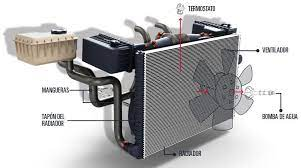 TERMOSTATO
VENTILADOR
MANGUERAS
BOMBA DE AGUA
TAPÓN DEL
RADIADOR
RADIADOR